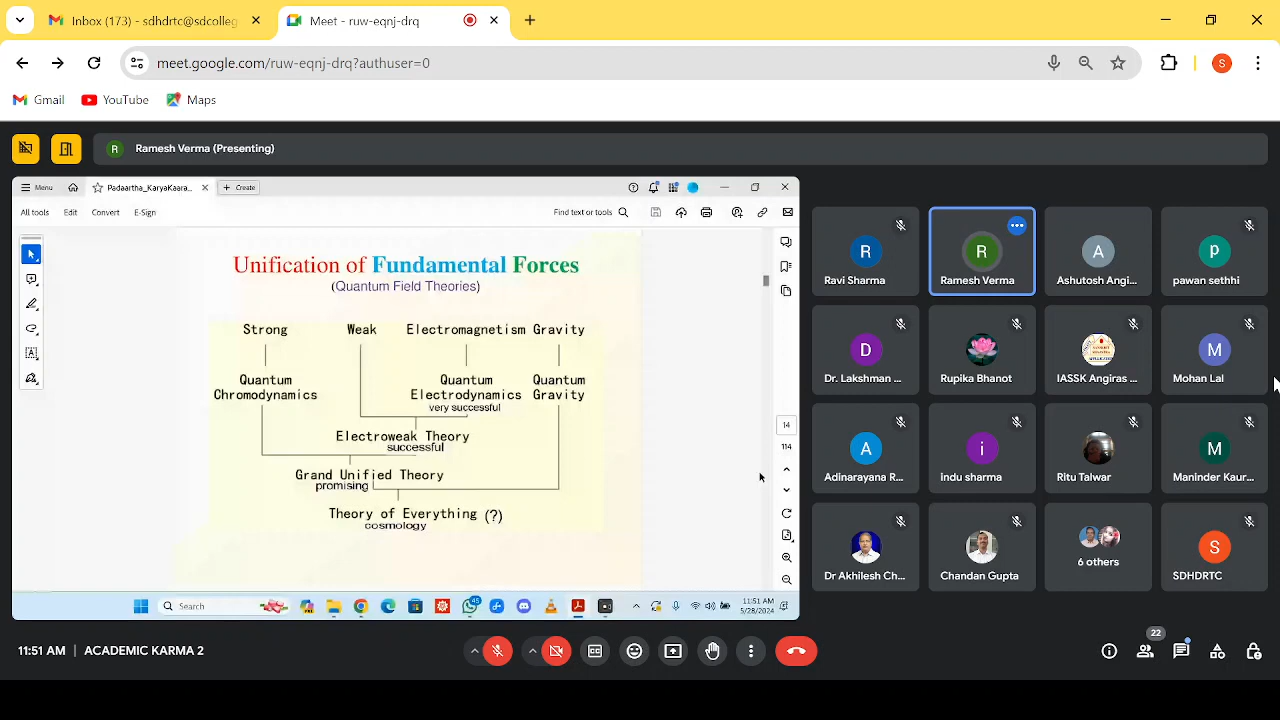 Inbox (173) - sdhdrtc@sdcolleg
Meet - ruw-eqnj-drq
meet.google.com/ruw-eqnj-drq?authuser=0
S
Gmail
YouTube
Maps
R
Ramesh Verma (Presenting)
Menu
Padaartha_KaryaKaara...
+ Create
All tools
Edit
Convert
E-Sign
Find text or tools
Unification of Fundamental Forces
(Quantum Field Theories)
Strong
Weak
Electromagnetism
Gravity
Quantum
Chromodynamics
Quantum
Electrodynamics
very successful
Quantum
Gravity
Electroweak Theory
successful
Grand Unified Theory
promising
Theory of Everything (?)
cosmology
14
114
Search
45
11:51 AM
5/28/2024
R
Ravi Sharma
R
Ramesh Verma
A
Ashutosh Angi...
p
pawan sethhi
D
Dr. Lakshman ...
Rupika Bhanot
IASSK Angiras ...
M
Mohan Lal
A
Adinarayana R...
i
indu sharma
Ritu Talwar
M
Maninder Kaur...
Dr Akhilesh Ch...
Chandan Gupta
6 others
S
SDHDRTC
11:51 AM | ACADEMIC KARMA 2
22